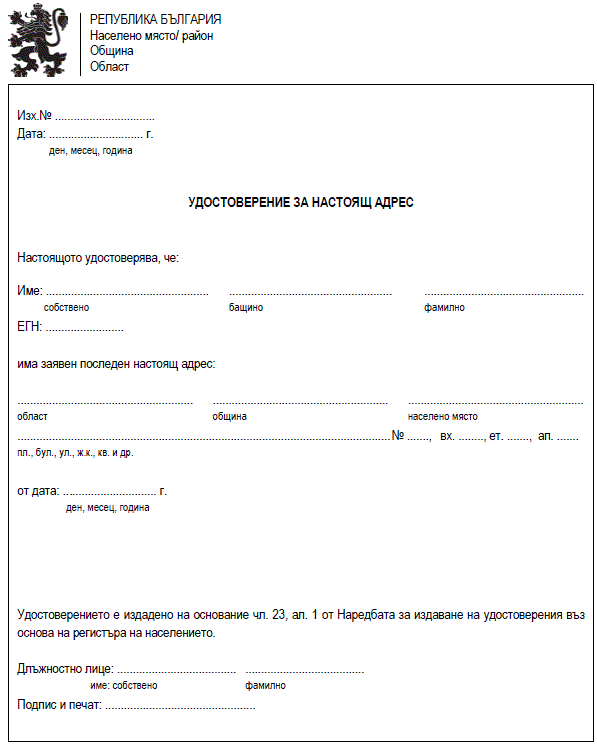 РЕПУБЛИКА БЪЛГАРИЯ
Населено място/ район
Община
Област
Изх.№ ................................
Дата: .............................. г.
ден, месец, година
УДОСТОВЕРЕНИЕ ЗА НАСТОЯЩ АДРЕС
Настоящото удостоверява, че:
Име: .................................................... .................................................... ...................................................
собствено бащино фамилно
ЕГН: .........................
има заявен последен настоящ адрес:
........................................................ ........................................................ ........................................................
област община населено място
........................................................................................................................№ ......., вх. ........, ет. ......., ап. .......
пл., бул., ул., ж.к., кв. и др.
от дата: .............................. г.
ден, месец, година
Удостоверението е издадено на основание чл. 23, ал. 1 от Наредбата за издаване на удостоверения въз
основа на регистъра на населението.
Длъжностно лице: ...................................... ......................................
име: собствено фамилно
Подпис и печат: ................................................